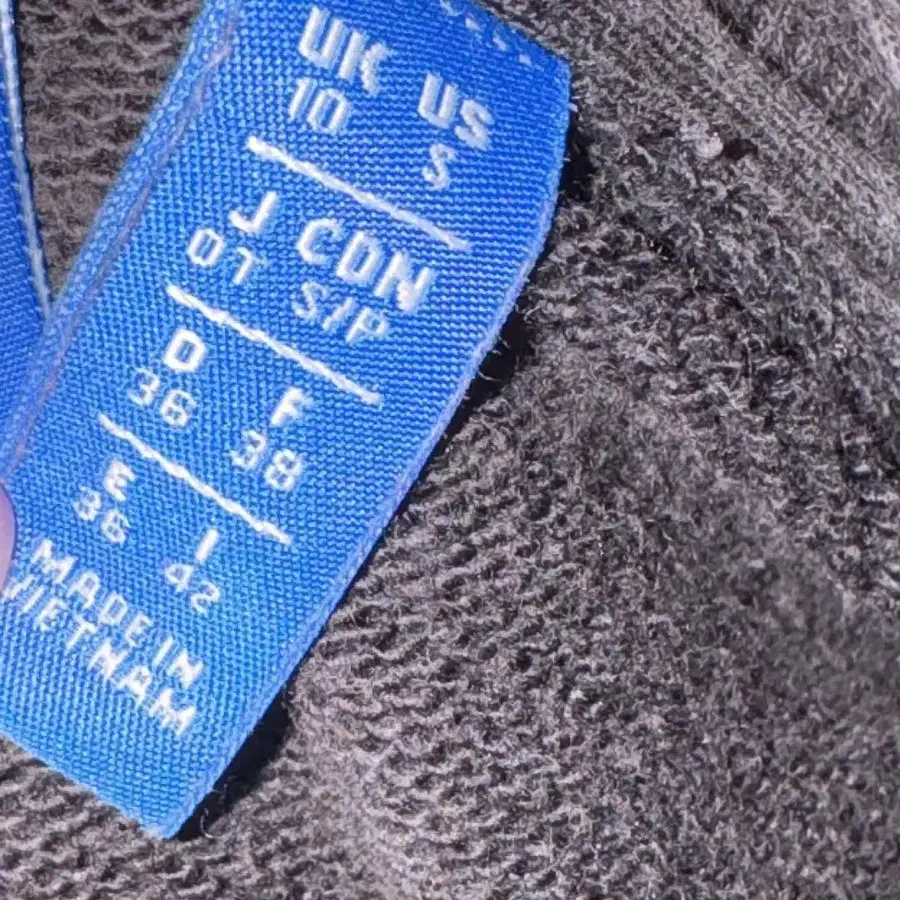 UK US
10 S
J CDN
07 S/P
D F
36 38
E I
36 42
MADE IN
VIETNAM